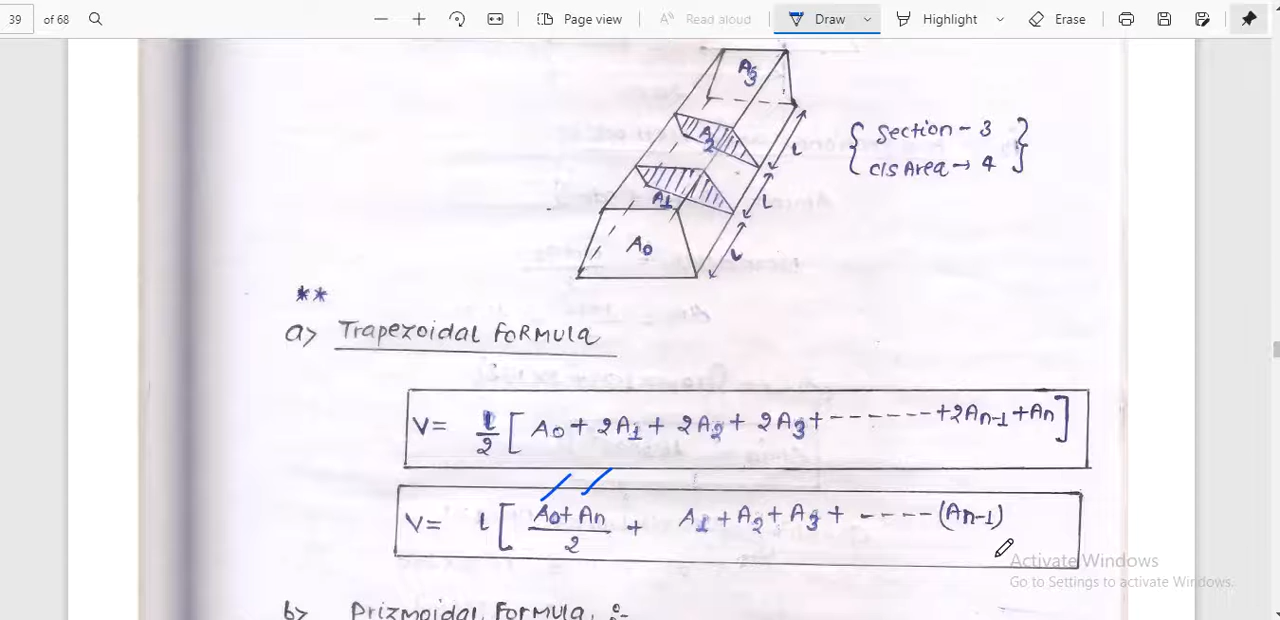 39 of 68 Page view Read aloud Draw Highlight Erase
A3
A2
A1
A0
L
L
L
{ Section - 3 }
{ c/s Area → 4 }
**
a> Trapezoidal FORMULA
V = l/2 [ A0 + 2A1 + 2A2 + 2A3 + ------- +2An-1 + An ]
V = l [ A0 + An / 2 + A1 + A2 + A3 + ---- (An-1)
Activate Windows
Go to Settings to activate Windows.
b> Prizmoidal FORMULA :-